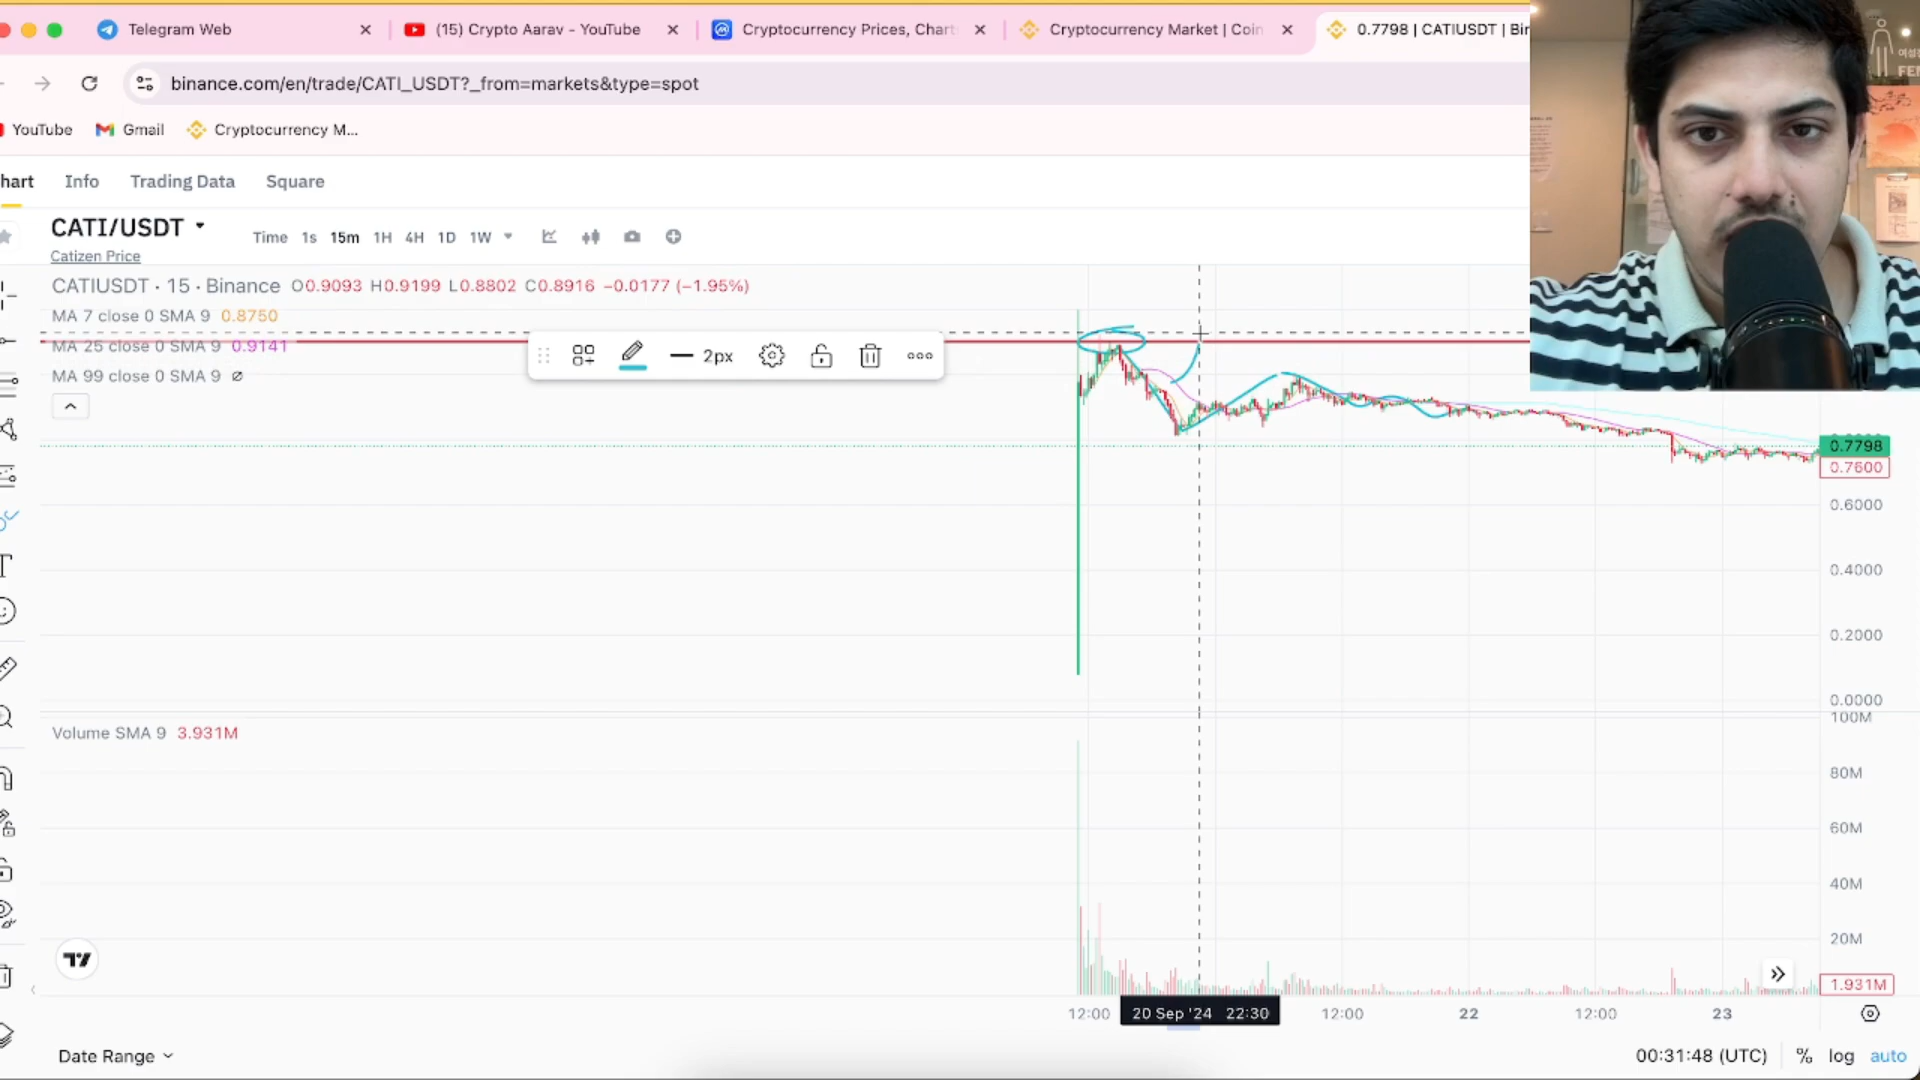 Telegram Web
(15) Crypto Aarav - YouTube
Cryptocurrency Prices, Chart
Cryptocurrency Market | Coin
0.7798 | CATIUSDT | Bin
binance.com/en/trade/CATI_USDT?_from=markets&type=spot
YouTube
Gmail
Cryptocurrency M...
hart
Info
Trading Data
Square
CATI/USDT
Catizen Price
Time 1s 15m 1H 4H 1D 1W
CATIUSDT · 15 · Binance O0.9093 H0.9199 L0.8802 C0.8916 −0.0177 (−1.95%)
MA 7 close 0 SMA 9 0.8750
MA 25 close 0 SMA 9 0.9141
MA 99 close 0 SMA 9 ∅
2px
0.7798
0.7600
0.6000
0.4000
0.2000
0.0000
Volume SMA 9 3.931M
100M
80M
60M
40M
20M
1.931M
12:00
20 Sep '24 22:30
12:00
22
12:00
23
Date Range
00:31:48 (UTC)
%
log
auto